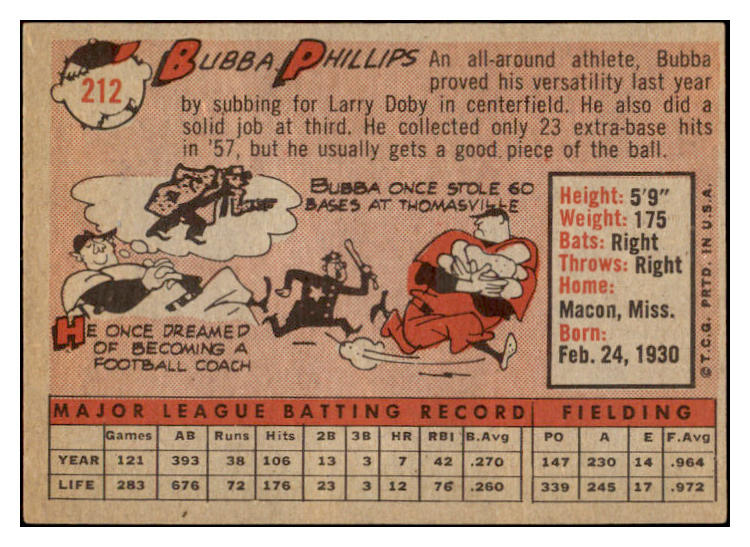 212
BUBBA PHILLIPS An all-around athlete, Bubba
proved his versatility last year
by subbing for Larry Doby in centerfield. He also did a
solid job at third. He collected only 23 extra-base hits
in '57, but he usually gets a good piece of the ball.
BUBBA ONCE STOLE 60
BASES AT THOMASVILLE
HE ONCE DREAMED
OF BECOMING A
FOOTBALL COACH
Height: 5'9"
Weight: 175
Bats: Right
Throws: Right
Home:
Macon, Miss.
Born:
Feb. 24, 1930
© T.C.G. PRTD. IN U.S.A.
MAJOR LEAGUE BATTING RECORD FIELDING
Games AB Runs Hits 2B 3B HR RBI B.Avg PO A E F.Avg
YEAR 121 393 38 106 13 3 7 42 .270 147 230 14 .964
LIFE 283 676 72 176 23 3 12 76 .260 339 245 17 .972